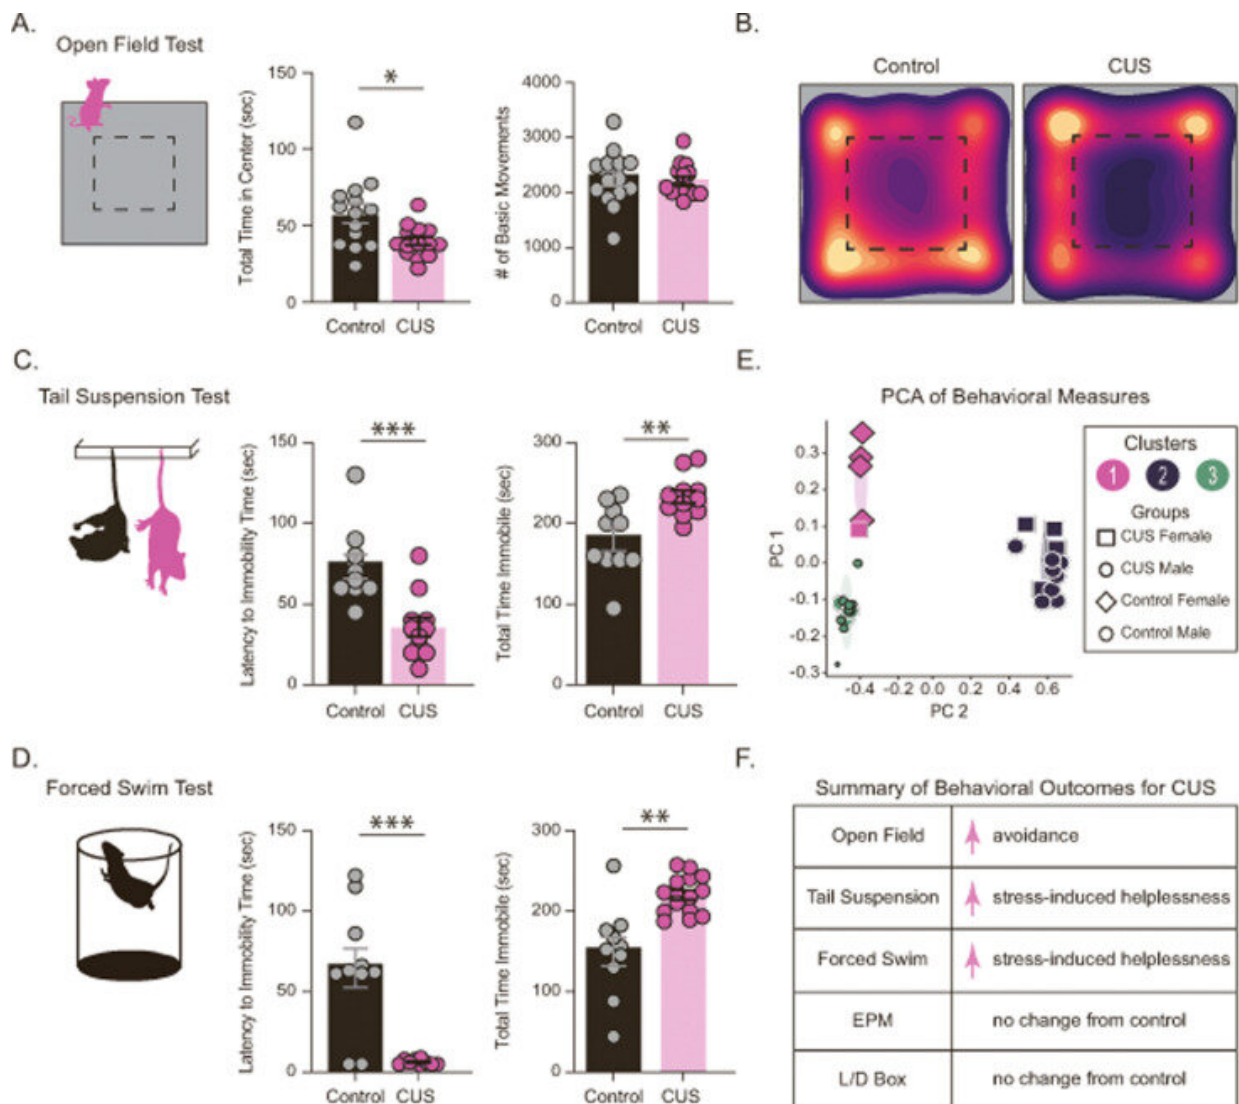 A.
Open Field Test
Total Time in Center (sec)
150
100
50
0
*
Control
CUS
# of Basic Movements
4000
3000
2000
1000
0
Control
CUS
B.
Control
CUS
C.
Tail Suspension Test
Latency to Immobility Time (sec)
150
100
50
0
***
Control
CUS
Total Time Immobile (sec)
300
200
100
0
**
Control
CUS
D.
Forced Swim Test
Latency to Immobility Time (sec)
150
100
50
0
***
Control
CUS
Total Time Immobile (sec)
300
200
100
0
**
Control
CUS
E.
PCA of Behavioral Measures
PC 1
0.3
0.2
0.1
0.0
-0.1
-0.2
-0.3
-0.4 -0.2 0.0 0.2 0.4 0.6
PC 2
Clusters
1 2 3
Groups
CUS Female
CUS Male
Control Female
Control Male
F.
Summary of Behavioral Outcomes for CUS
Open Field avoidance
Tail Suspension stress-induced helplessness
Forced Swim stress-induced helplessness
EPM no change from control
L/D Box no change from control